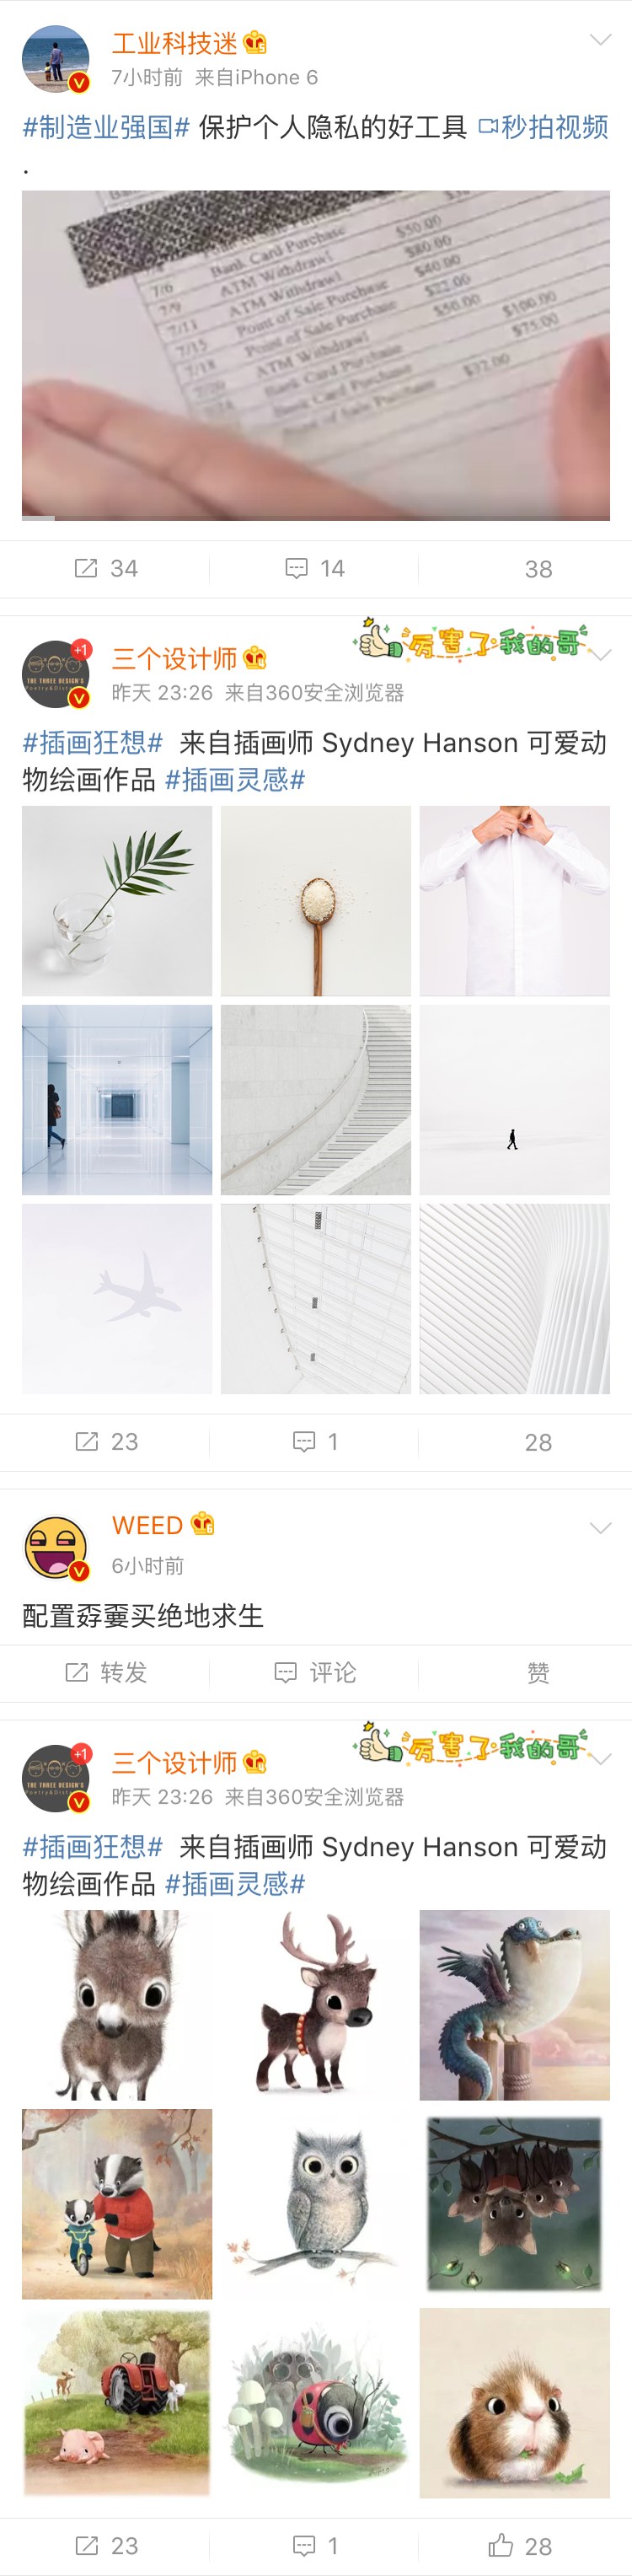 工业科技迷
7小时前 来自iPhone 6
#制造业强国# 保护个人隐私的好工具 秒拍视频
.
Bank Card Purchase $50.00
7/6 ATM Withdrawl $80.00
7/9 ATM Withdrawl $40.00
7/11 Point of Sale Purchase $22.00
7/15 Point of Sale Purchase $50.00
7/18 ATM Withdrawl $100.00
Bank Card Purchase $75.00
Bank Card Purchase
Point of Sale Purchase $32.00
34 14 38
+1
THE THREE DESIGN'S
厉害了我的哥
三个设计师
昨天 23:26 来自360安全浏览器
#插画狂想# 来自插画师 Sydney Hanson 可爱动
物绘画作品 #插画灵感#
23 1 28
WEED
6小时前
配置孬嫑买绝地求生
转发 评论 赞
+1
THE THREE DESIGN'S
厉害了我的哥
三个设计师
昨天 23:26 来自360安全浏览器
#插画狂想# 来自插画师 Sydney Hanson 可爱动
物绘画作品 #插画灵感#
23 1 28